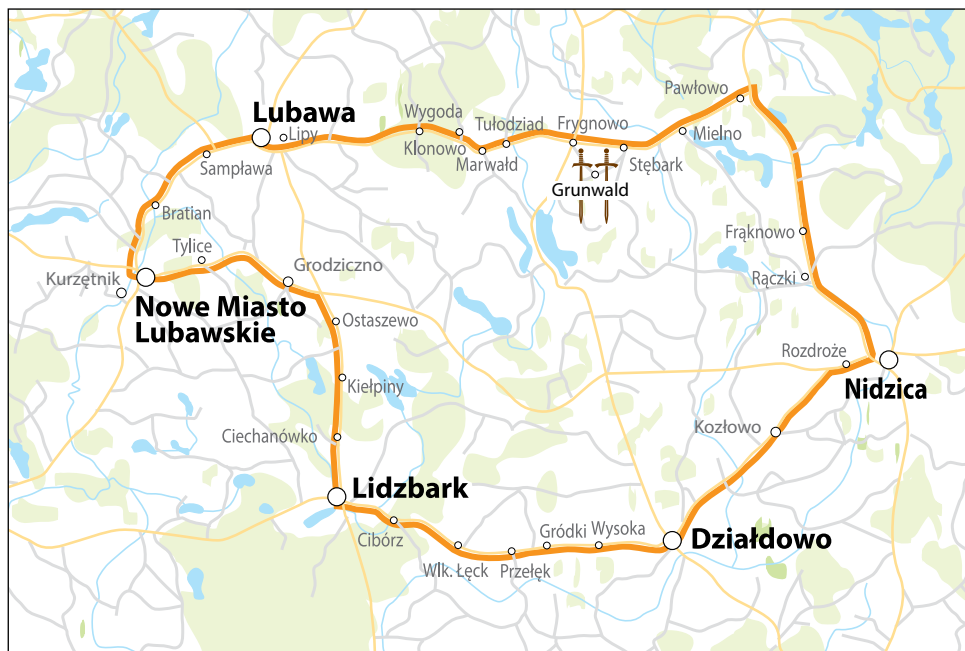 Pawłowo
Lubawa
Wygoda
Lipy
Tułodziad
Frygnowo
Mielno
Klonowo
Marwałd
Stębark
Sampława
Grunwald
Bratian
Frąknowo
Tylice
Kurzętnik
Grodziczno
Rączki
Nowe Miasto
Lubawskie
Ostaszewo
Rozdroże
Kiełpiny
Nidzica
Ciechanówko
Kozłowo
Lidzbark
Cibórz
Gródki
Wysoka
Działdowo
Wlk. Łęck
Przełęk